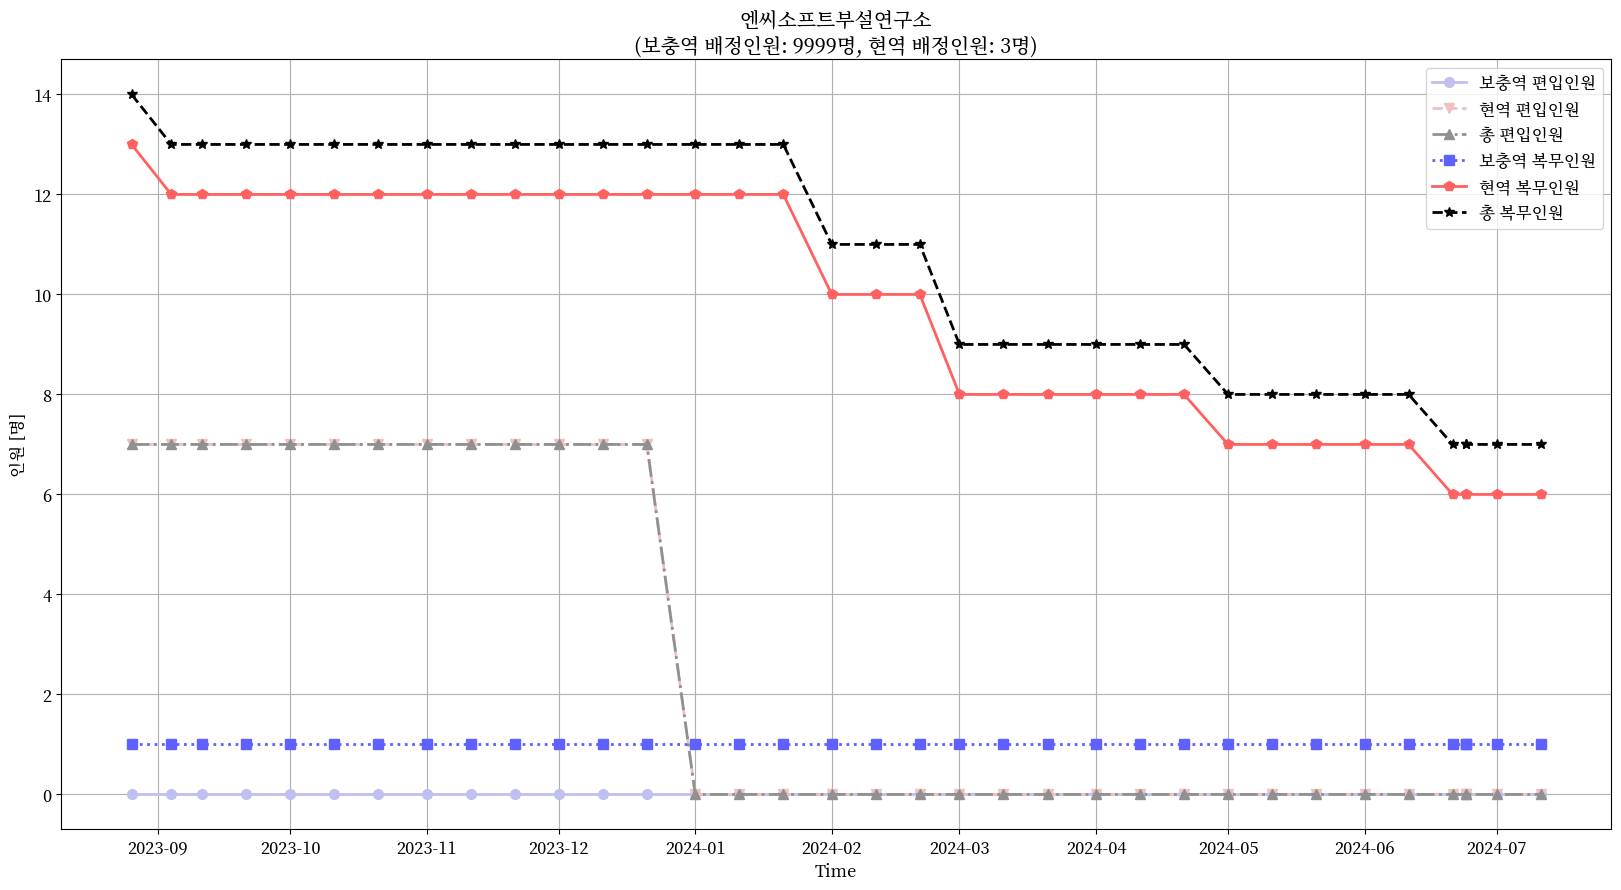 엔씨소프트부설연구소
(보충역 배정인원: 9999명, 현역 배정인원: 3명)
14
12
10
8
6
4
2
0
인원 [명]
보충역 편입인원
현역 편입인원
총 편입인원
보충역 복무인원
현역 복무인원
총 복무인원
2023-09 2023-10 2023-11 2023-12 2024-01 2024-02 2024-03 2024-04 2024-05 2024-06 2024-07
Time